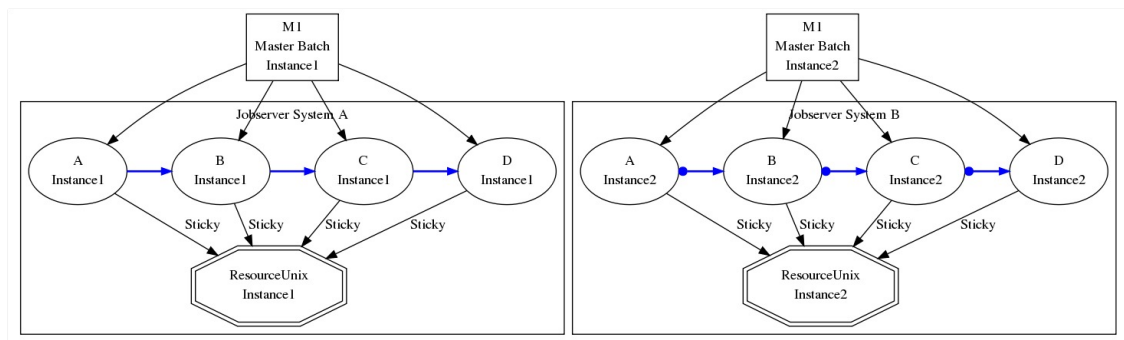 M1
Master Batch
Instance1
Jobserver System A
A
Instance1
B
Instance1
C
Instance1
D
Instance1
Sticky
Sticky
Sticky
Sticky
ResourceUnix
Instance1
M1
Master Batch
Instance2
Jobserver System B
A
Instance2
B
Instance2
C
Instance2
D
Instance2
Sticky
Sticky
Sticky
Sticky
ResourceUnix
Instance2